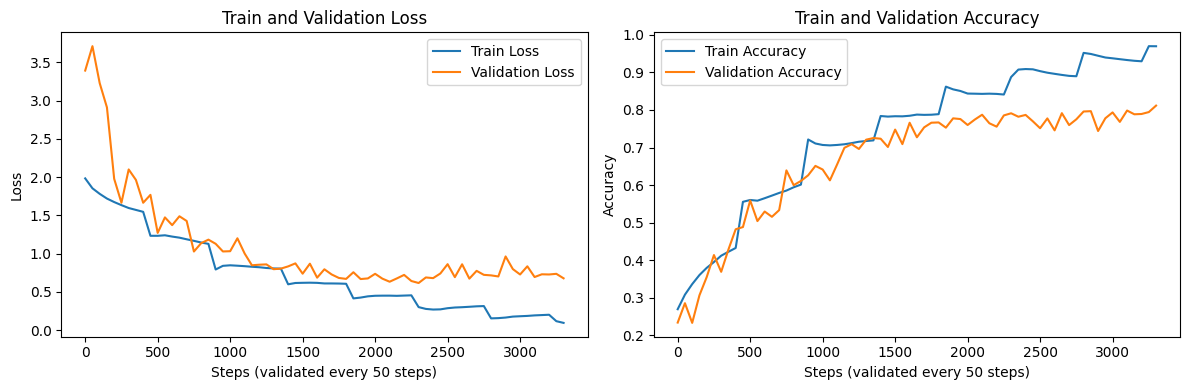 Train and Validation Loss
Train Loss
Validation Loss
Loss
3.5
3.0
2.5
2.0
1.5
1.0
0.5
0.0
0 500 1000 1500 2000 2500 3000
Steps (validated every 50 steps)
Train and Validation Accuracy
Train Accuracy
Validation Accuracy
Accuracy
1.0
0.9
0.8
0.7
0.6
0.5
0.4
0.3
0.2
0 500 1000 1500 2000 2500 3000
Steps (validated every 50 steps)